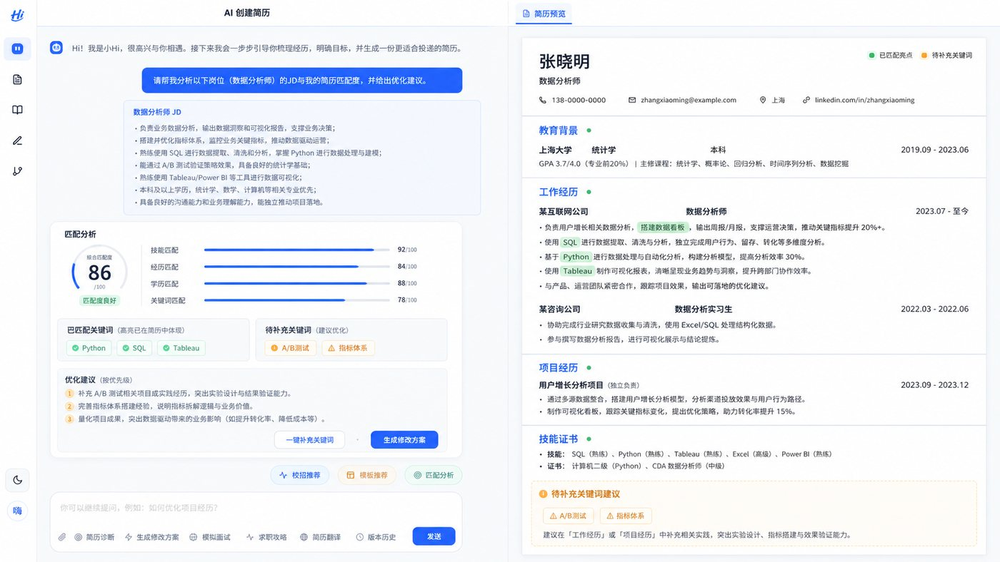 Hi
AI 创建简历
Hi！我是小Hi，很高兴与你相遇。接下来我会一步步引导你梳理经历，明确目标，并生成一份更适合投递的简历。
请帮我分析以下岗位（数据分析师）的JD与我的简历匹配度，并给出优化建议。
数据分析师 JD
• 负责业务数据分析，输出数据洞察和可视化报告，支撑业务决策；
• 搭建并优化指标体系，监控业务关键指标，推动数据驱动运营；
• 熟练使用 SQL 进行数据提取、清洗和分析，掌握 Python 进行数据处理与建模；
• 能通过 A/B 测试验证策略效果，具备良好的统计学基础；
• 熟练使用 Tableau/Power BI 等工具进行数据可视化；
• 本科及以上学历，统计学、数学、计算机等相关专业优先；
• 具备良好的沟通能力和业务理解能力，能独立推动项目落地。
匹配分析
综合匹配度
86
/100
匹配度良好
技能匹配 92/100
经历匹配 84/100
学历匹配 88/100
关键词匹配 78/100
已匹配关键词（高亮已在简历中体现）
Python SQL Tableau
待补充关键词（建议优化）
A/B测试 指标体系
优化建议（按优先级）
1 补充 A/B 测试相关项目或实践经历，突出实验设计与结果验证能力。
2 完善指标体系搭建经验，说明指标拆解逻辑与业务价值。
3 量化项目成果，突出数据驱动带来的业务影响（如提升转化率、降低成本等）。
一键补充关键词 · 生成修改方案
校招推荐 模板推荐 匹配分析
你可以继续提问，例如：如何优化项目经历？
简历诊断 生成修改方案 模拟面试 求职攻略 简历翻译 版本历史 发送
嗨
简历预览
张晓明
已匹配亮点 待补充关键词
数据分析师
138-0000-0000 zhangxiaoming@example.com 上海 linkedin.com/in/zhangxiaoming
教育背景
上海大学 统计学 本科 2019.09 - 2023.06
GPA 3.7/4.0（专业前20%）| 主修课程：统计学、概率论、回归分析、时间序列分析、数据挖掘
工作经历
某互联网公司 数据分析师 2023.07 - 至今
• 负责用户增长相关数据分析，搭建数据看板，输出周报/月报，支撑运营决策，推动关键指标提升 20%+。
• 使用 SQL 进行数据提取、清洗与分析，独立完成用户行为、留存、转化等多维度分析。
• 基于 Python 进行数据处理与自动化分析，构建分析模型，提高分析效率 30%。
• 使用 Tableau 制作可视化报表，清晰呈现业务趋势与洞察，提升跨部门协作效率。
• 与产品、运营团队紧密合作，跟踪项目效果，输出可落地的优化建议。
某咨询公司 数据分析实习生 2022.03 - 2022.06
• 协助完成行业研究数据收集与清洗，使用 Excel/SQL 处理结构化数据。
• 参与撰写数据分析报告，进行可视化展示与结论提炼。
项目经历
用户增长分析项目（独立负责） 2023.09 - 2023.12
• 通过多源数据整合，搭建用户增长分析模型，分析渠道投放效果与用户行为路径。
• 制作可视化看板，跟踪关键指标变化，提出优化策略，助力转化率提升 15%。
技能证书
• 技能： SQL（熟练）、Python（熟练）、Tableau（熟练）、Excel（高级）、Power BI（熟练）
• 证书： 计算机二级（Python）、CDA 数据分析师（中级）
待补充关键词建议
A/B测试 指标体系
建议在「工作经历」或「项目经历」中补充相关实践，突出实验设计、指标搭建与效果验证能力。